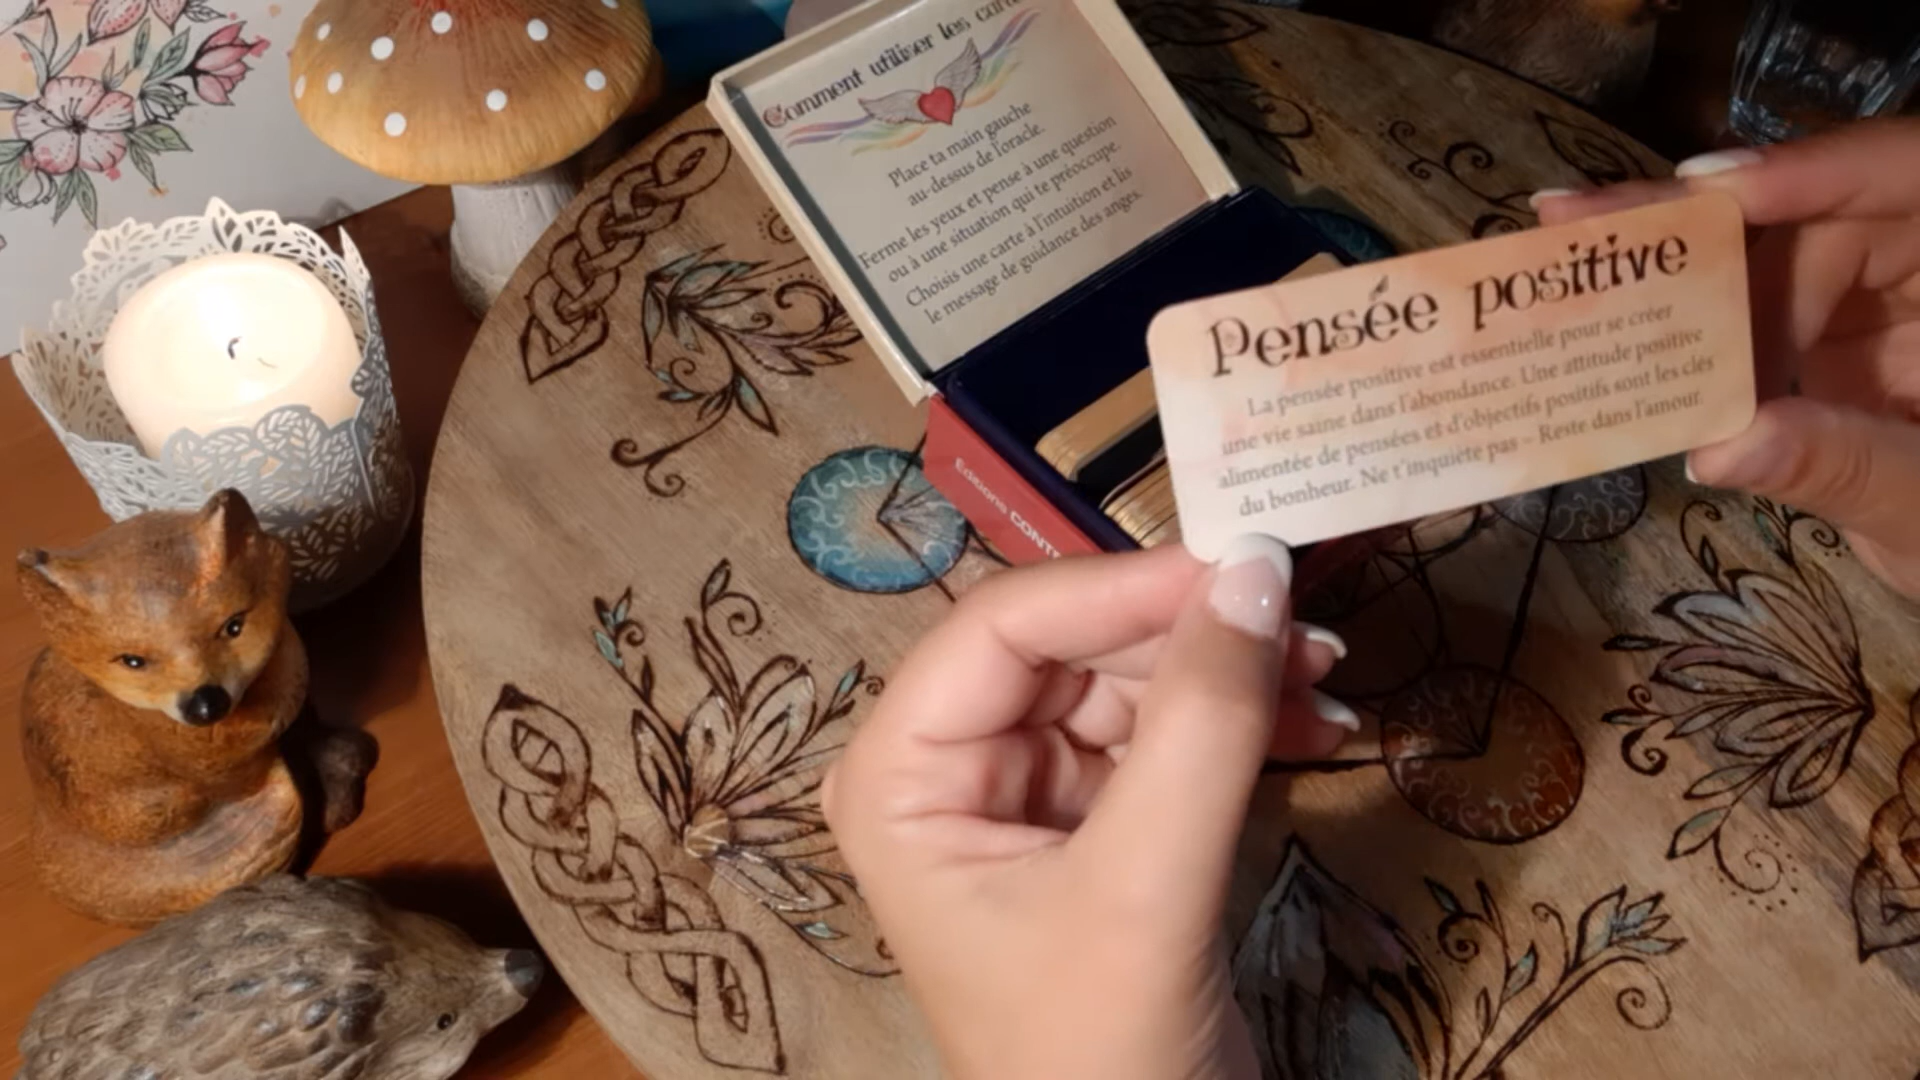 Comment utiliser les
Place ta main gauche
au-dessus de l'oracle.
Ferme les yeux et pense à une question
ou à une situation qui te préoccupe.
Choisis une carte à l'intuition et lis
le message de guidance des anges.
Editions CONT
Pensée positive
La pensée positive est essentielle pour se créer
une vie saine dans l'abondance. Une attitude positive
alimentée de pensées et d'objectifs positifs sont les clés
du bonheur. Ne t'inquiète pas – Reste dans l'amour.